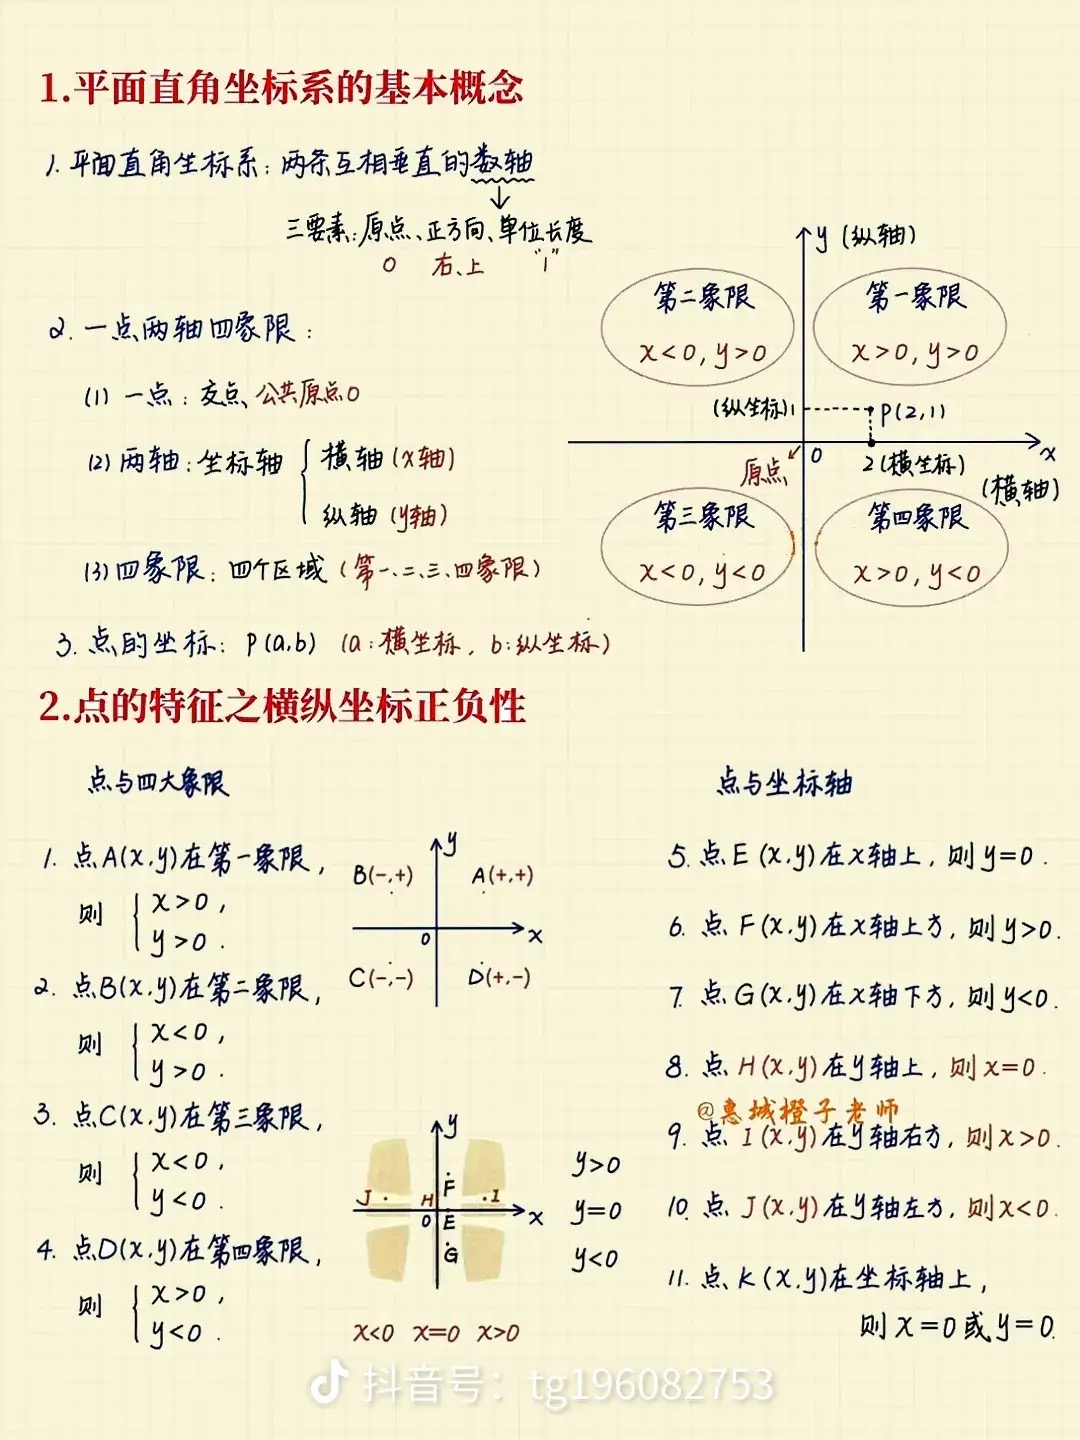 1.平面直角坐标系的基本概念
1. 平面直角坐标系：两条互相垂直的数轴
三要素：原点、正方向、单位长度
0 右、上 “1”
2. 一点两轴四象限：
(1) 一点：交点、公共原点0
(2) 两轴：坐标轴
横轴(x轴)
纵轴(y轴)
(3) 四象限：四个区域（第一、二、三、四象限）
3. 点的坐标：P(a,b) (a：横坐标，b：纵坐标)
y (纵轴)
第二象限
x<0, y>0
第一象限
x>0, y>0
(纵坐标)1
P(2,1)
原点
0
2(横坐标)
x
(横轴)
第三象限
x<0, y<0
第四象限
x>0, y<0
2.点的特征之横纵坐标正负性
点与四大象限
1. 点A(x,y)在第一象限，
则 { x>0，
y>0.
2. 点B(x,y)在第二象限，
则 { x<0，
y>0.
3. 点C(x,y)在第三象限，
则 { x<0，
y<0.
4. 点D(x,y)在第四象限，
则 { x>0，
y<0.
y
B(-,+) A(+,+)
0 x
C(-,-) D(+,-)
y
F
J H I
0 E x
G
y>0
y=0
y<0
x<0 x=0 x>0
点与坐标轴
5. 点E(x,y)在x轴上，则y=0.
6. 点F(x,y)在x轴上方，则y>0.
7. 点G(x,y)在x轴下方，则y<0.
8. 点H(x,y)在y轴上，则x=0.
@惠城橙子老师
9. 点I(x,y)在y轴右方，则x>0.
10. 点J(x,y)在y轴左方，则x<0.
11. 点K(x,y)在坐标轴上，
则x=0或y=0.
抖音号：tg196082753